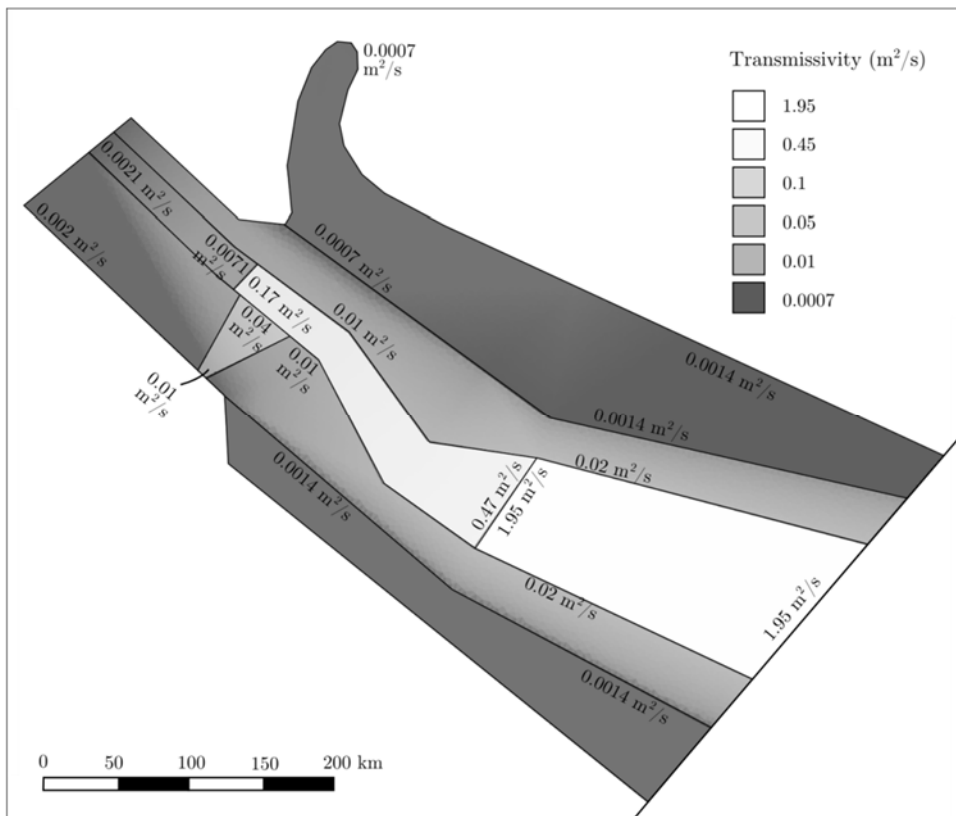 0.0007
m²/s
Transmissivity (m²/s)
1.95
0.45
0.1
0.05
0.01
0.0007
0.0021 m²/s
0.002 m²/s
0.0071
m²/s
0.17 m²/s
0.0007 m²/s
0.01 m²/s
0.04
m²/s
0.01
m²/s
0.01
m²/s
0.0014 m²/s
0.0014 m²/s
0.02 m²/s
0.47 m²/s
1.95 m²/s
0.0014 m²/s
0.02 m²/s
1.95 m²/s
0.0014 m²/s
0 50 100 150 200 km